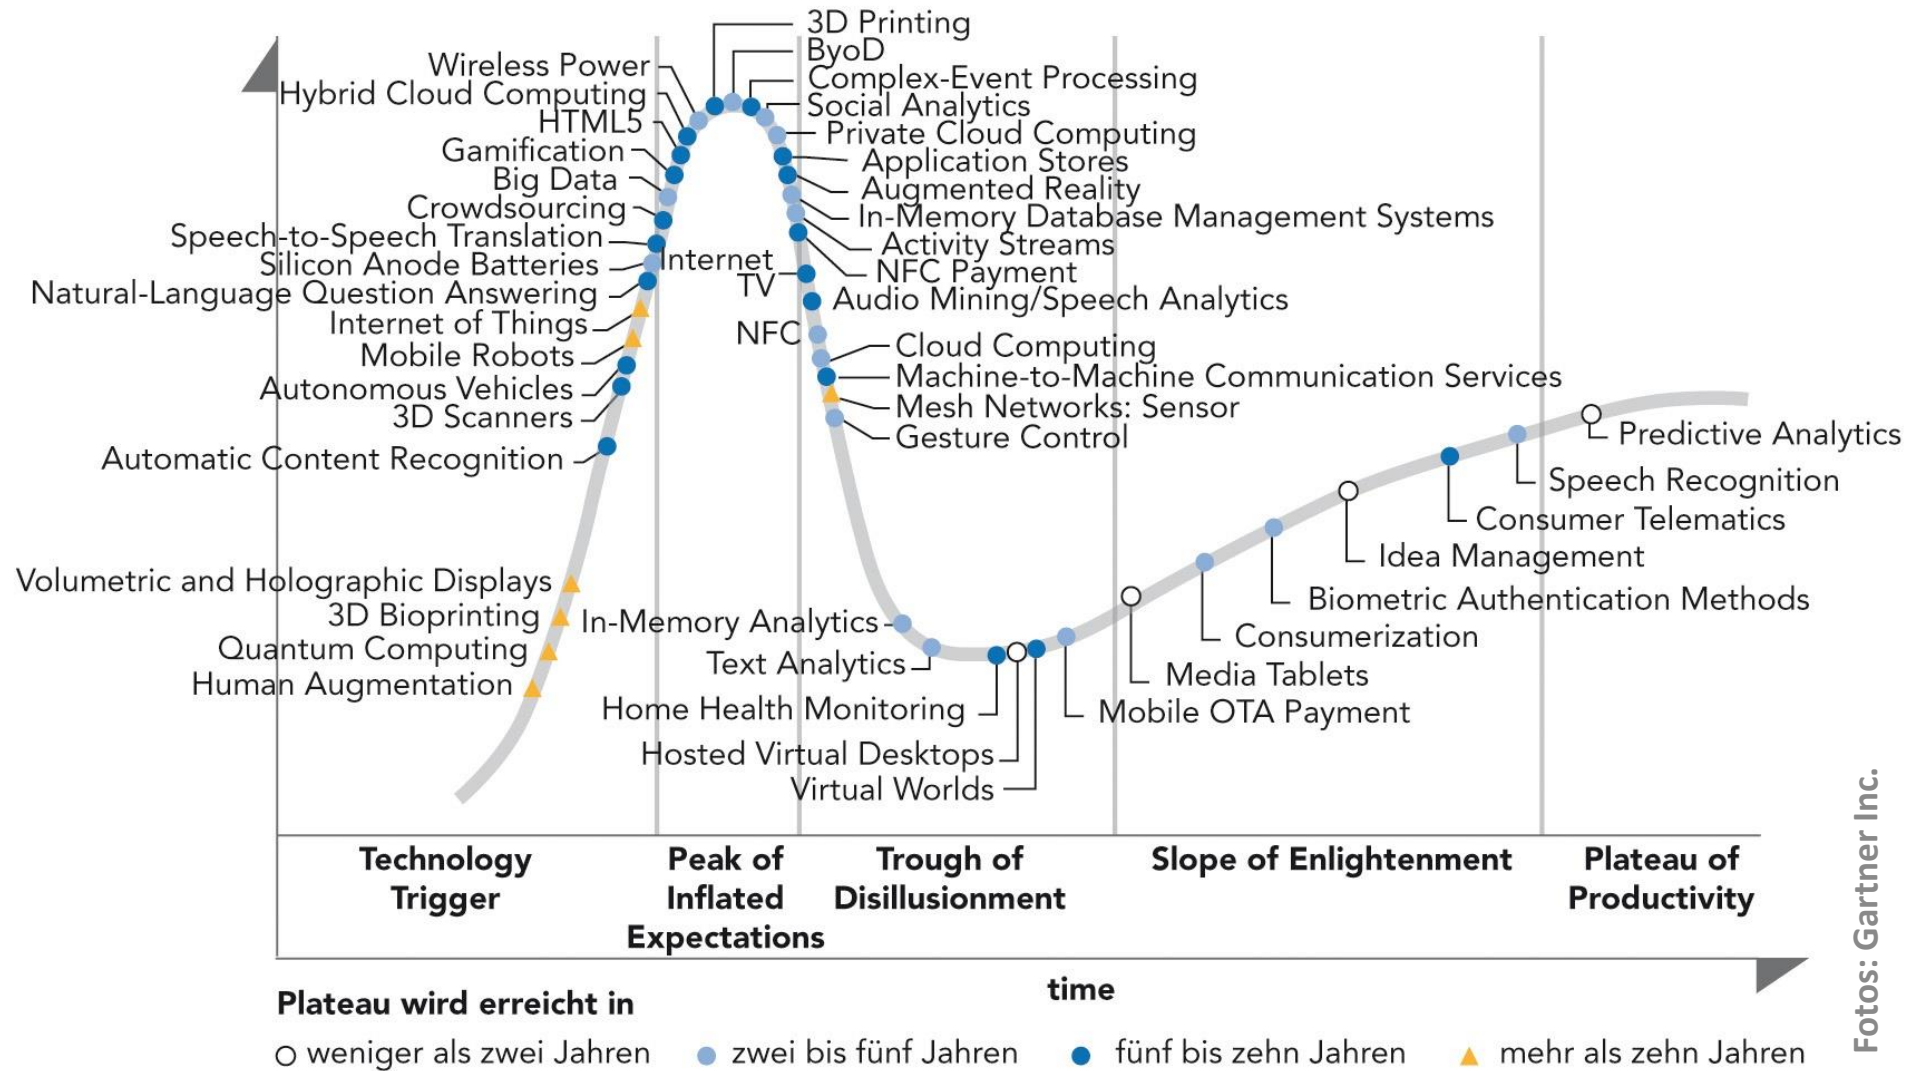 3D Printing
ByoD
Wireless Power
Complex-Event Processing
Hybrid Cloud Computing
Social Analytics
HTML5
Private Cloud Computing
Gamification
Application Stores
Big Data
Augmented Reality
Crowdsourcing
In-Memory Database Management Systems
Speech-to-Speech Translation
Activity Streams
Silicon Anode Batteries
Internet
TV
NFC Payment
Natural-Language Question Answering
Audio Mining/Speech Analytics
Internet of Things
NFC
Mobile Robots
Cloud Computing
Autonomous Vehicles
Machine-to-Machine Communication Services
3D Scanners
Mesh Networks: Sensor
Gesture Control
Automatic Content Recognition
Predictive Analytics
Speech Recognition
Consumer Telematics
Idea Management
Volumetric and Holographic Displays
Biometric Authentication Methods
3D Bioprinting
In-Memory Analytics
Consumerization
Quantum Computing
Text Analytics
Media Tablets
Human Augmentation
Home Health Monitoring
Mobile OTA Payment
Hosted Virtual Desktops
Virtual Worlds
Technology
Trigger
Peak of
Inflated
Expectations
Trough of
Disillusionment
Slope of Enlightenment
Plateau of
Productivity
time
Plateau wird erreicht in
weniger als zwei Jahren
zwei bis fünf Jahren
fünf bis zehn Jahren
mehr als zehn Jahren
Fotos: Gartner Inc.